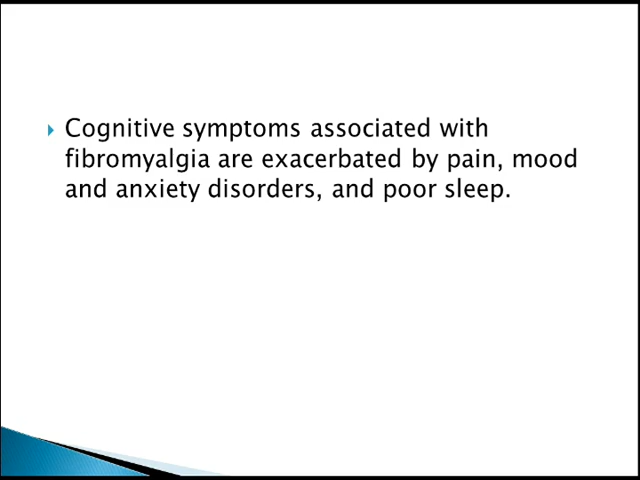 Cognitive symptoms associated with
fibromyalgia are exacerbated by pain, mood
and anxiety disorders, and poor sleep.